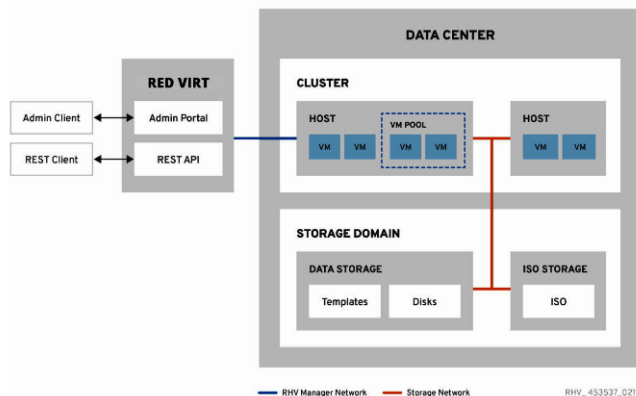 DATA CENTER
RED VIRT
Admin Client
Admin Portal
REST Client
REST API
CLUSTER
HOST
VM
VM
VM POOL
VM
VM
HOST
VM
VM
STORAGE DOMAIN
DATA STORAGE
Templates
Disks
ISO STORAGE
ISO
RHV Manager Network
Storage Network
RHV_453537_021